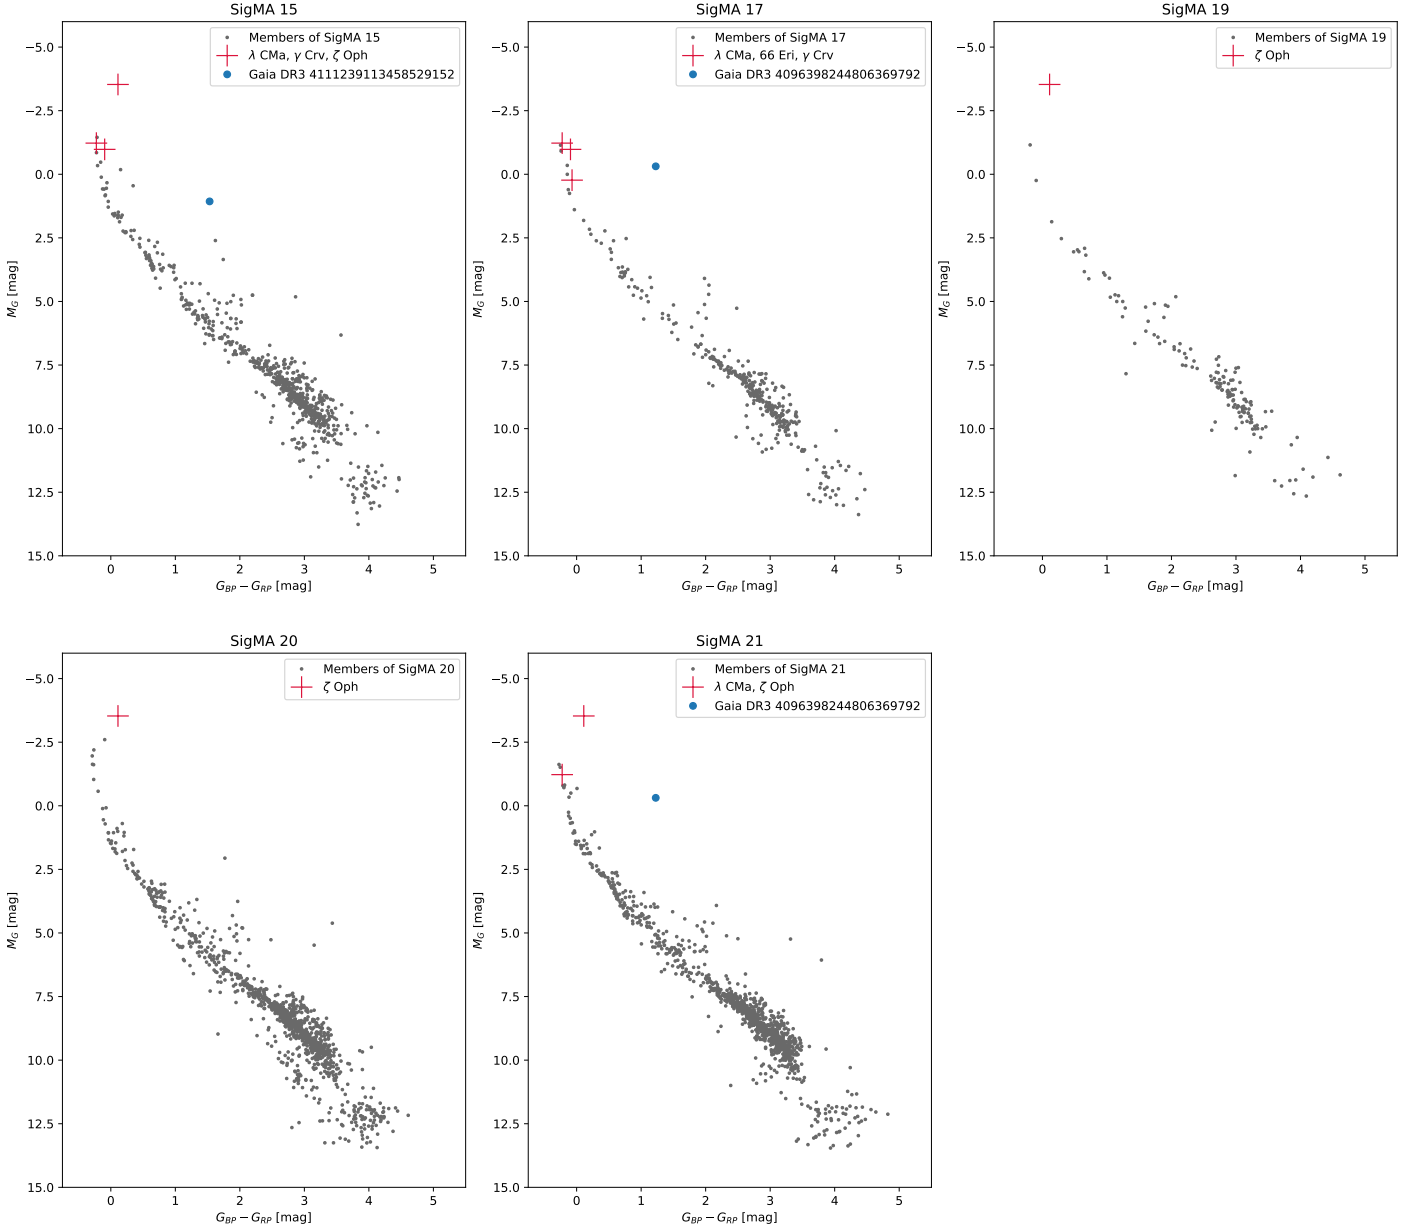 SigMA 15
Members of SigMA 15
λ CMa, γ Crv, ζ Oph
Gaia DR3 4111239113458529152
−5.0
−2.5
0.0
2.5
5.0
7.5
10.0
12.5
15.0
M_G [mag]
0 1 2 3 4 5
G_BP − G_RP [mag]
SigMA 17
Members of SigMA 17
λ CMa, 66 Eri, γ Crv
Gaia DR3 4096398244806369792
−5.0
−2.5
0.0
2.5
5.0
7.5
10.0
12.5
15.0
M_G [mag]
0 1 2 3 4 5
G_BP − G_RP [mag]
SigMA 19
Members of SigMA 19
ζ Oph
−5.0
−2.5
0.0
2.5
5.0
7.5
10.0
12.5
15.0
M_G [mag]
0 1 2 3 4 5
G_BP − G_RP [mag]
SigMA 20
Members of SigMA 20
ζ Oph
−5.0
−2.5
0.0
2.5
5.0
7.5
10.0
12.5
15.0
M_G [mag]
0 1 2 3 4 5
G_BP − G_RP [mag]
SigMA 21
Members of SigMA 21
λ CMa, ζ Oph
Gaia DR3 4096398244806369792
−5.0
−2.5
0.0
2.5
5.0
7.5
10.0
12.5
15.0
M_G [mag]
0 1 2 3 4 5
G_BP − G_RP [mag]